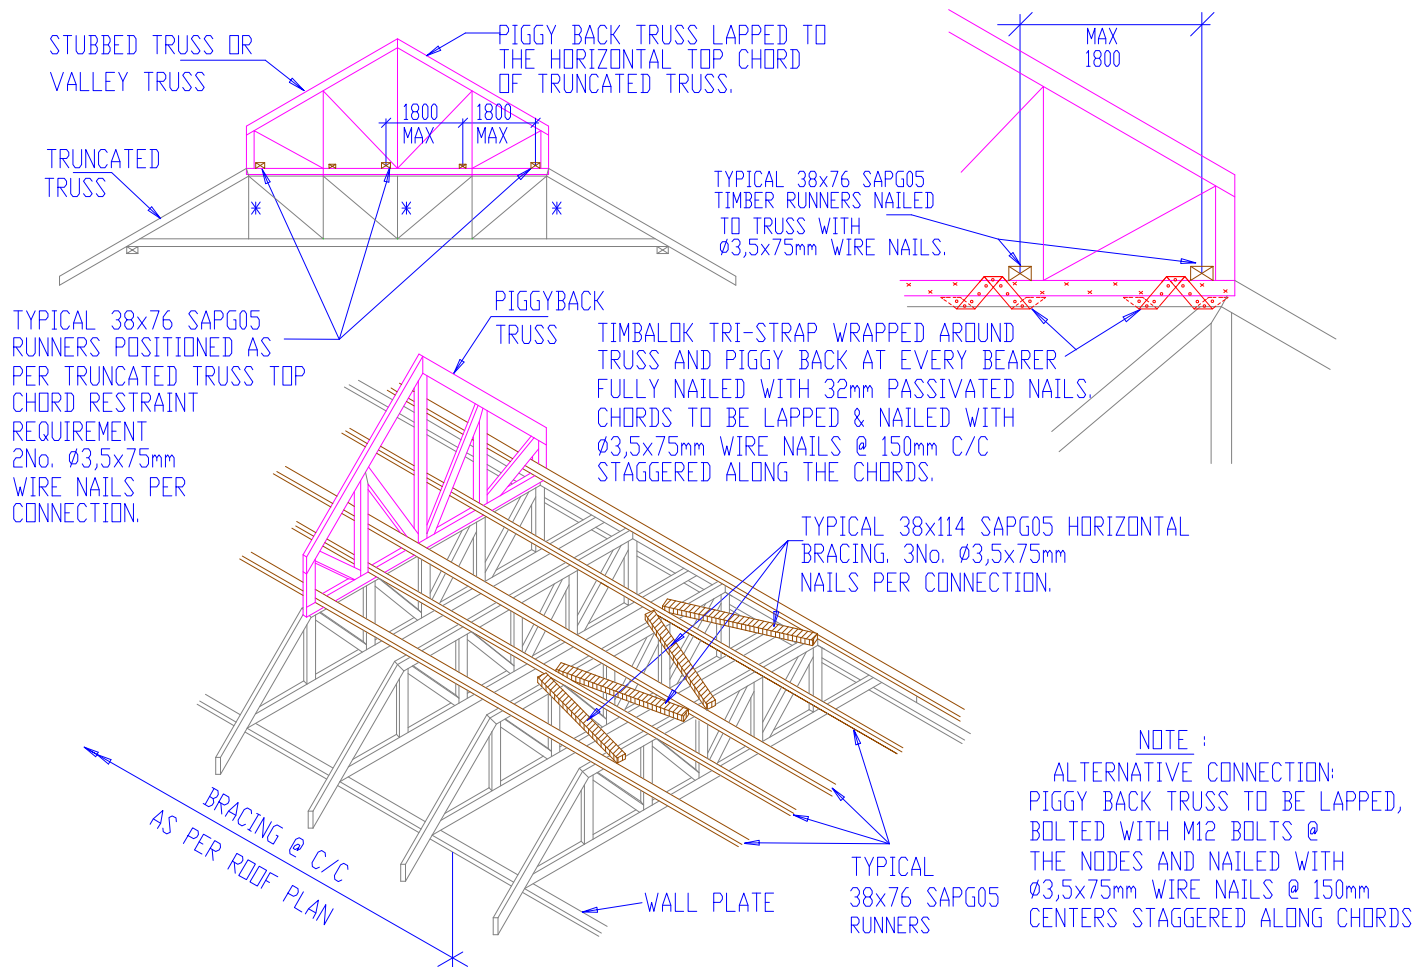 STUBBED TRUSS OR
VALLEY TRUSS
PIGGY BACK TRUSS LAPPED TO
THE HORIZONTAL TOP CHORD
OF TRUNCATED TRUSS.
1800
MAX
1800
MAX
TRUNCATED
TRUSS
MAX
1800
TYPICAL 38x76 SAPG05
TIMBER RUNNERS NAILED
TO TRUSS WITH
Ø3,5x75mm WIRE NAILS.
TYPICAL 38x76 SAPG05
RUNNERS POSITIONED AS
PER TRUNCATED TRUSS TOP
CHORD RESTRAINT
REQUIREMENT
2No. Ø3,5x75mm
WIRE NAILS PER
CONNECTION.
PIGGYBACK
TRUSS
TIMBALOK TRI-STRAP WRAPPED AROUND
TRUSS AND PIGGY BACK AT EVERY BEARER
FULLY NAILED WITH 32mm PASSIVATED NAILS.
CHORDS TO BE LAPPED & NAILED WITH
Ø3,5x75mm WIRE NAILS @ 150mm C/C
STAGGERED ALONG THE CHORDS.
TYPICAL 38x114 SAPG05 HORIZONTAL
BRACING. 3No. Ø3,5x75mm
NAILS PER CONNECTION.
BRACING @ C/C
AS PER ROOF PLAN
WALL PLATE
TYPICAL
38x76 SAPG05
RUNNERS
NOTE :
ALTERNATIVE CONNECTION:
PIGGY BACK TRUSS TO BE LAPPED,
BOLTED WITH M12 BOLTS @
THE NODES AND NAILED WITH
Ø3,5x75mm WIRE NAILS @ 150mm
CENTERS STAGGERED ALONG CHORDS